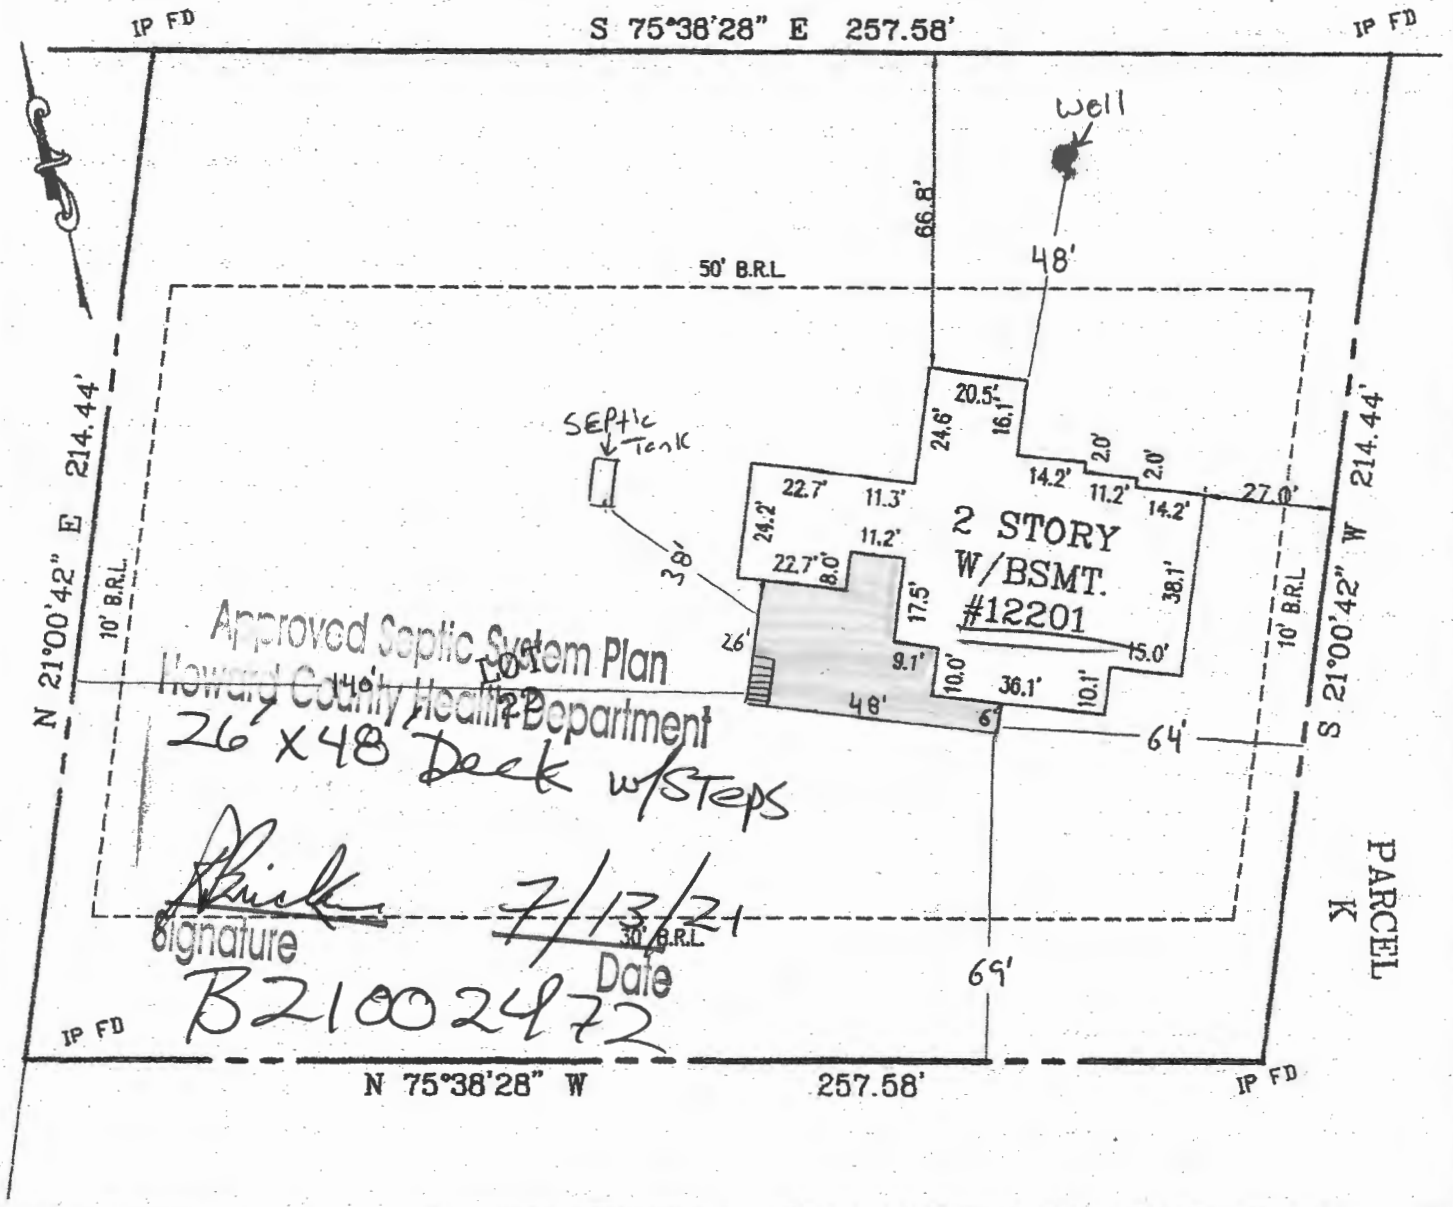 IP FD
S 75°38'28" E 257.58'
IP FD
Well
66.8'
48'
50' B.R.L.
N 21°00'42" E 214.44'
S 21°00'42" W 214.44'
10' B.R.L.
10' B.R.L.
SEPtic
Tank
38'
20.5'
24.6'
16.1'
14.2'
2.0'
11.2'
2.0'
14.2'
27.0'
22.7'
11.3'
24.2'
11.2'
22.7'
8.0'
17.5'
2 STORY
W/BSMT.
#12201
38.1'
15.0'
9.1'
10.0'
36.1'
10.1'
26'
48'
6'
64'
140'
LOT
Approved Septic System Plan
Howard County Health Department
26' X 48' Deck w/STeps
7/13/21
Signature
30' B.R.L.
Date
B21002472
69'
PARCEL
K
IP FD
N 75°38'28" W 257.58'
IP FD